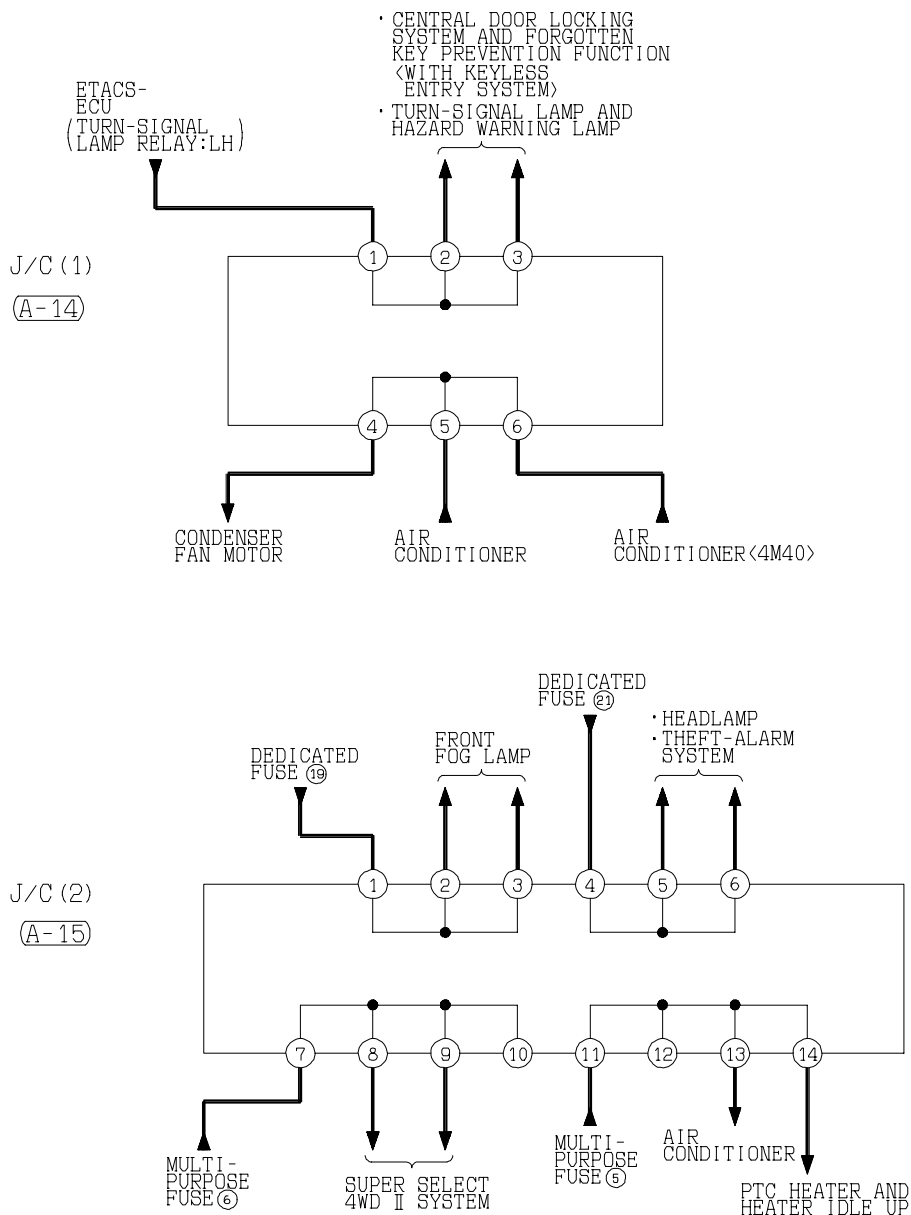 · CENTRAL DOOR LOCKING
SYSTEM AND FORGOTTEN
KEY PREVENTION FUNCTION
〈WITH KEYLESS
ENTRY SYSTEM〉
· TURN-SIGNAL LAMP AND
HAZARD WARNING LAMP
ETACS-
ECU
(TURN-SIGNAL
LAMP RELAY:LH)
J/C(1)
A-14
1 2 3
4 5 6
CONDENSER
FAN MOTOR
AIR
CONDITIONER
AIR
CONDITIONER〈4M40〉
DEDICATED
FUSE ㉑
· HEADLAMP
· THEFT-ALARM
SYSTEM
FRONT
FOG LAMP
DEDICATED
FUSE ⑲
J/C(2)
A-15
1 2 3 4 5 6
7 8 9 10 11 12 13 14
MULTI-
PURPOSE
FUSE⑥
SUPER SELECT
4WD Ⅱ SYSTEM
MULTI-
PURPOSE
FUSE⑤
AIR
CONDITIONER
PTC HEATER AND
HEATER IDLE UP